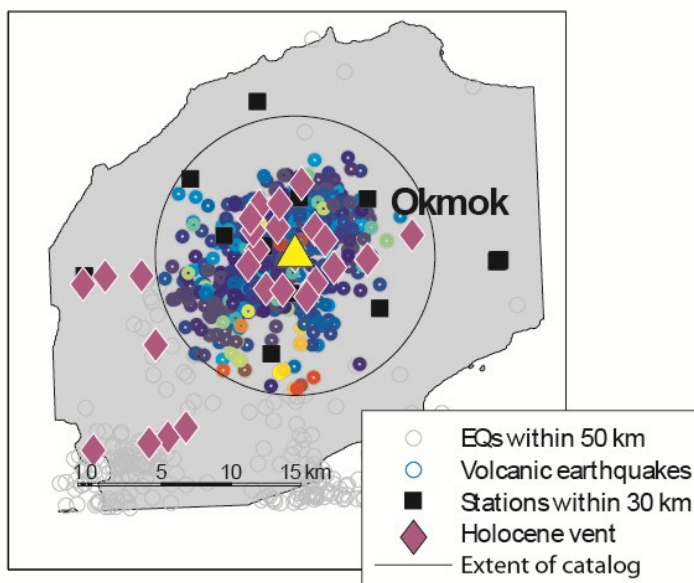 Okmok
EQs within 50 km
Volcanic earthquakes
Stations within 30 km
Holocene vent
Extent of catalog
10 5 10 15 km